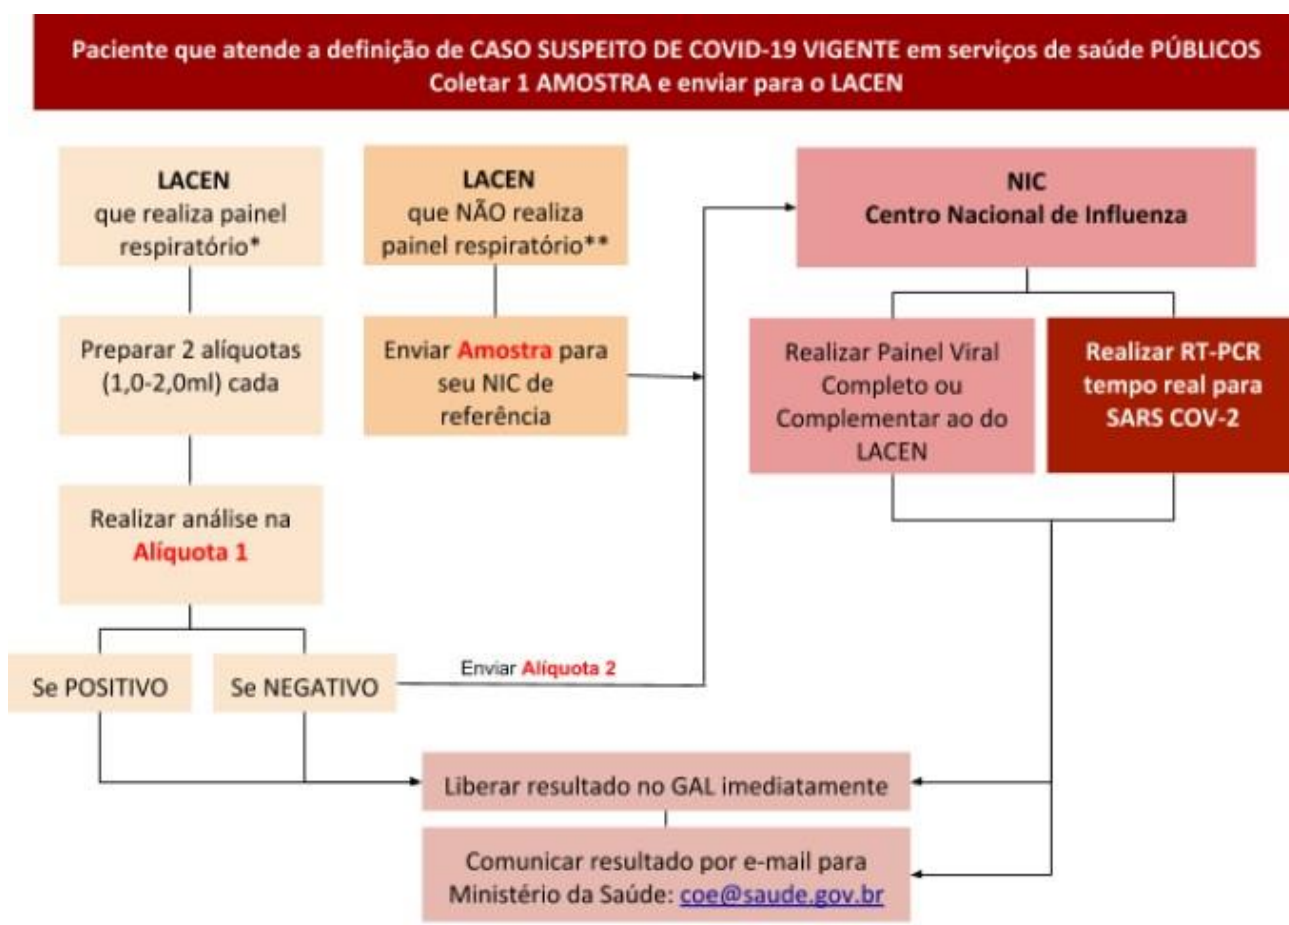 Paciente que atende a definição de CASO SUSPEITO DE COVID-19 VIGENTE em serviços de saúde PÚBLICOS
Coletar 1 AMOSTRA e enviar para o LACEN
LACEN
que realiza painel
respiratório*
LACEN
que NÃO realiza
painel respiratório**
NIC
Centro Nacional de Influenza
Preparar 2 alíquotas
(1,0-2,0ml) cada
Enviar Amostra para
seu NIC de
referência
Realizar Painel Viral
Completo ou
Complementar ao do
LACEN
Realizar RT-PCR
tempo real para
SARS COV-2
Realizar análise na
Alíquota 1
Se POSITIVO
Se NEGATIVO
Enviar Alíquota 2
Liberar resultado no GAL imediatamente
Comunicar resultado por e-mail para
Ministério da Saúde: coe@saude.gov.br